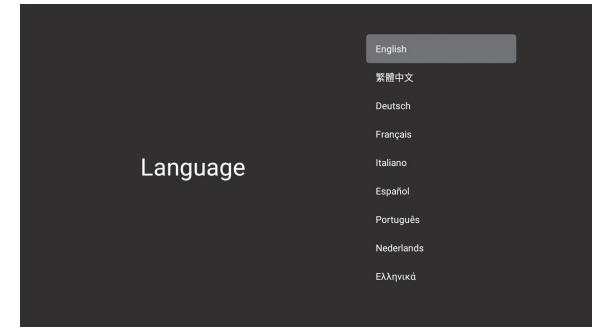 Language
English
繁體中文
Deutsch
Français
Italiano
Español
Português
Nederlands
Ελληνικά